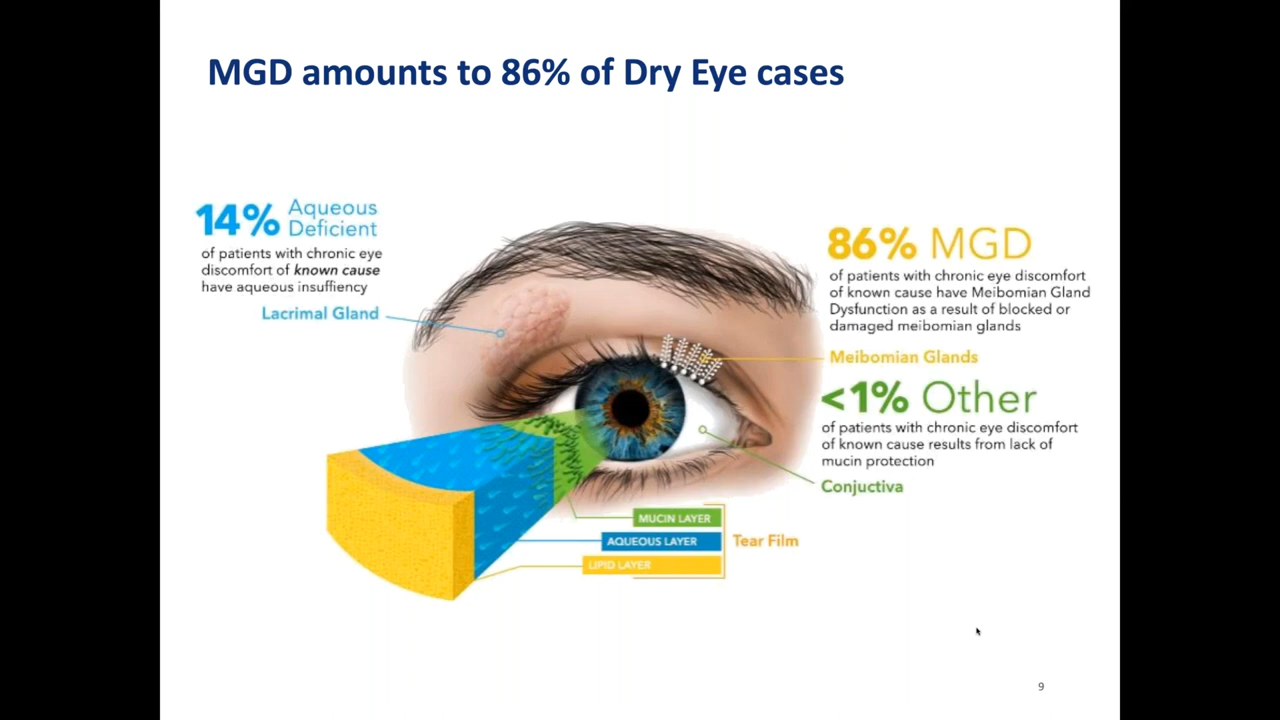 MGD amounts to 86% of Dry Eye cases
14% Aqueous
Deficient
of patients with chronic eye
discomfort of known cause
have aqueous insuffiency
Lacrimal Gland
86% MGD
of patients with chronic eye discomfort
of known cause have Meibomian Gland
Dysfunction as a result of blocked or
damaged meibomian glands
Meibomian Glands
<1% Other
of patients with chronic eye discomfort
of known cause results from lack of
mucin protection
Conjuctiva
MUCIN LAYER
AQUEOUS LAYER
LIPID LAYER
Tear Film
9